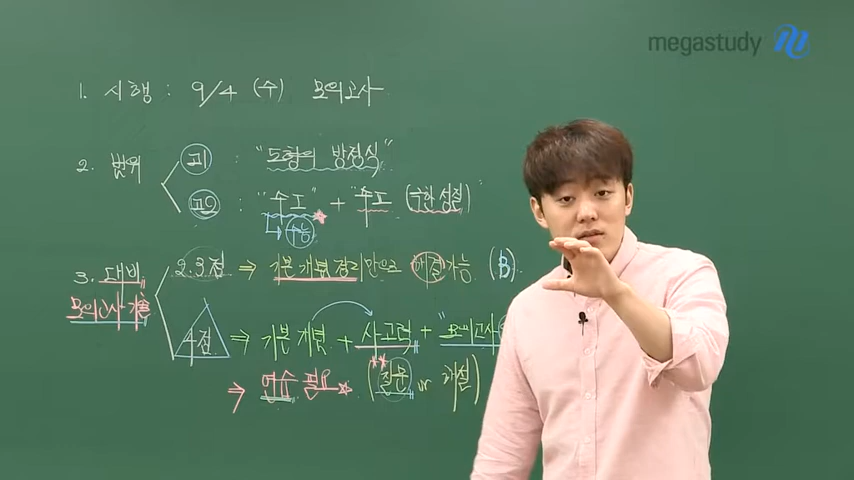 megastudy
1. 시행 : 9/4 (수) 모의고사
2. 범위 고1 : "도형의 방정식"
고2 : "수Ⅰ" + "수Ⅱ (극한, 성질)"
수능
3. 대비 2.3점 ⇒ 기본 개념 정리만으로 해결가능 (B)
모의고사 기출 4점 ⇒ 기본 개념 + 사고력 + "모의고사
⇒ 연습 필요 (질문 or 해설)